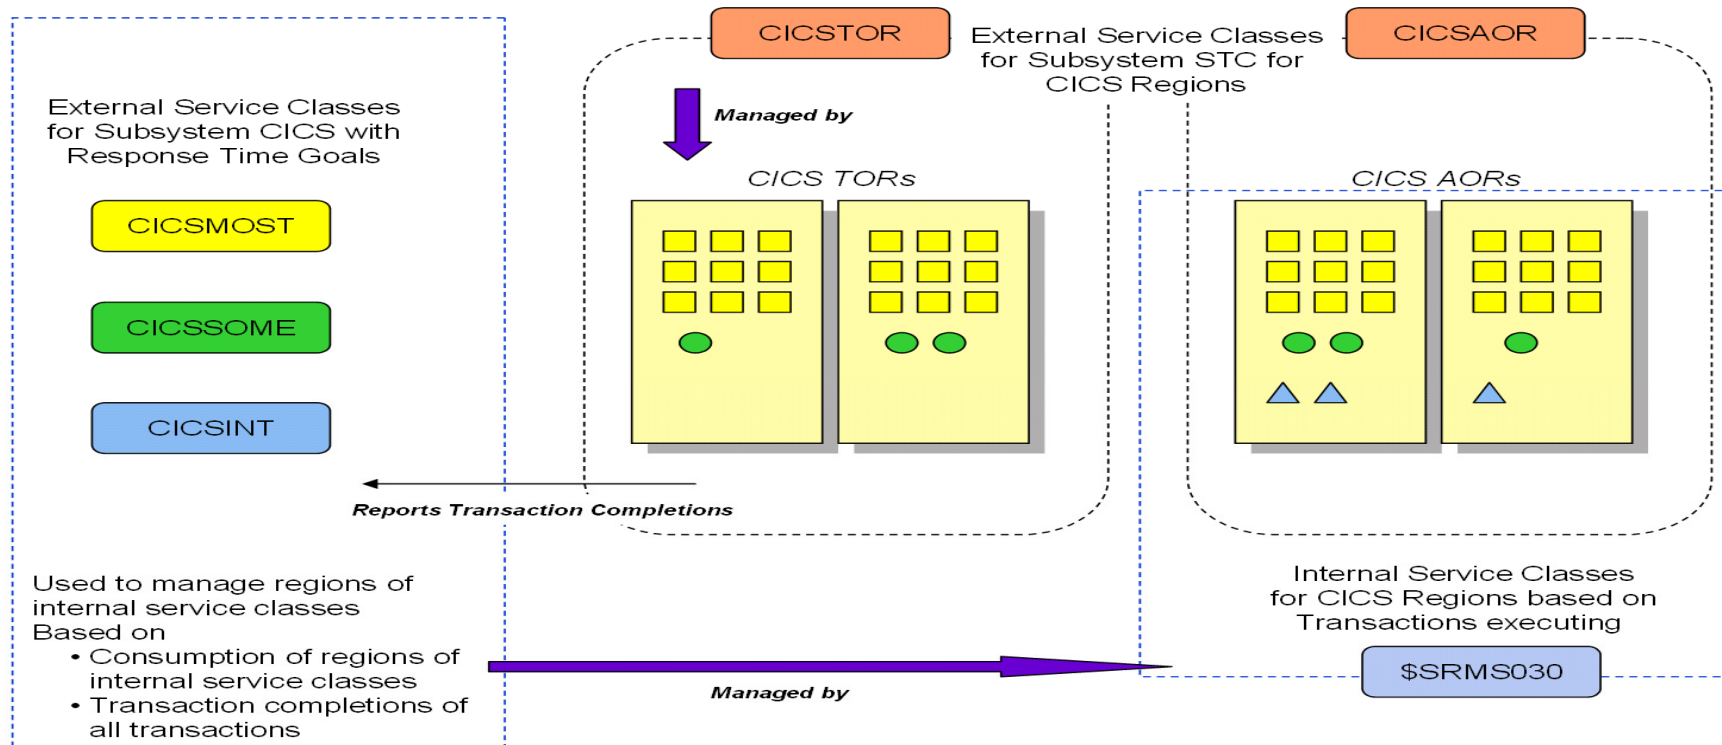 CICSTOR
External Service Classes
for Subsystem STC for
CICS Regions
CICSAOR
External Service Classes
for Subsystem CICS with
Response Time Goals
Managed by
CICS TORs
CICS AORs
CICSMOST
CICSSOME
CICSINT
Reports Transaction Completions
Used to manage regions of
internal service classes
Based on
• Consumption of regions of
internal service classes
• Transaction completions of
all transactions
Managed by
Internal Service Classes
for CICS Regions based on
Transactions executing
$SRMS030